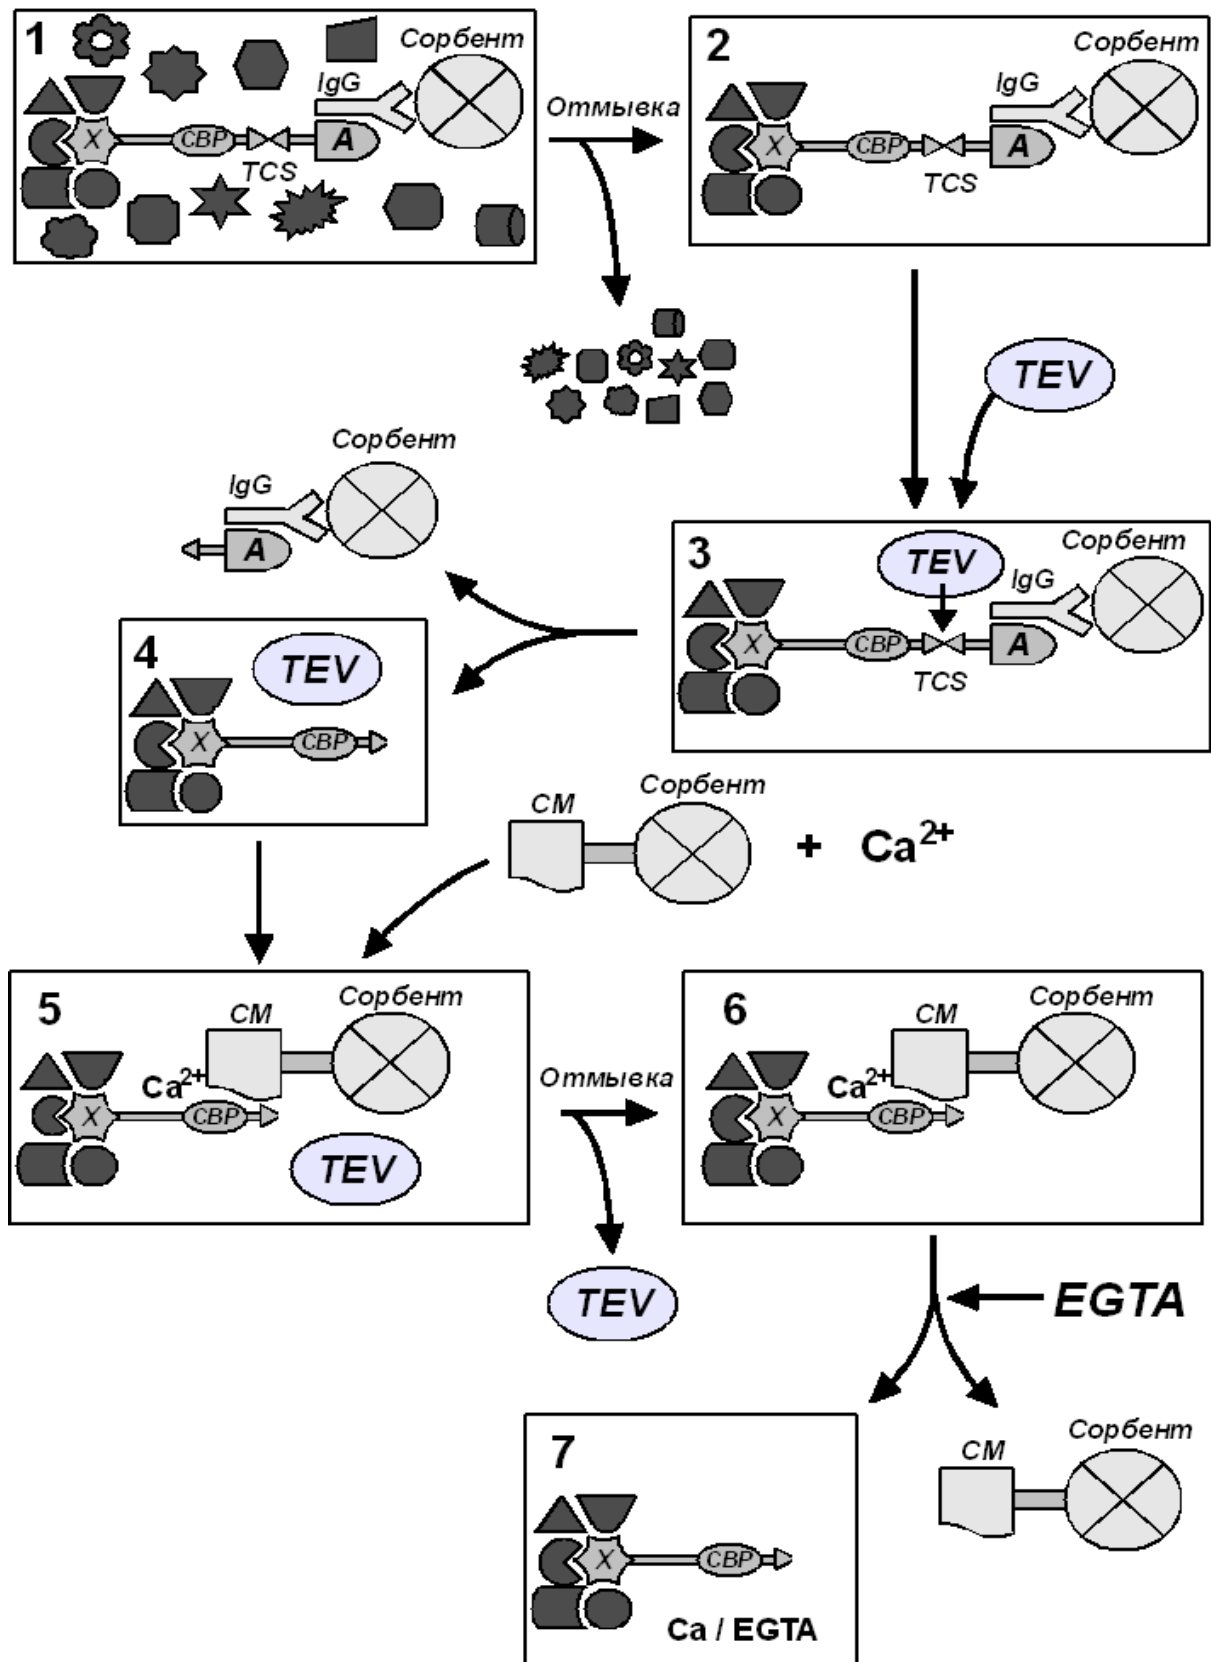 1
Сорбент
IgG
X
CBP
A
TCS
Отмывка
2
Сорбент
IgG
X
CBP
A
TCS
TEV
Сорбент
IgG
A
3
TEV
Сорбент
IgG
X
CBP
A
TCS
4
TEV
X
CBP
CM
Сорбент
+ Ca2+
5
CM
Сорбент
Ca2+
X
CBP
TEV
Отмывка
TEV
6
CM
Сорбент
Ca2+
X
CBP
EGTA
7
X
CBP
Ca / EGTA
CM
Сорбент